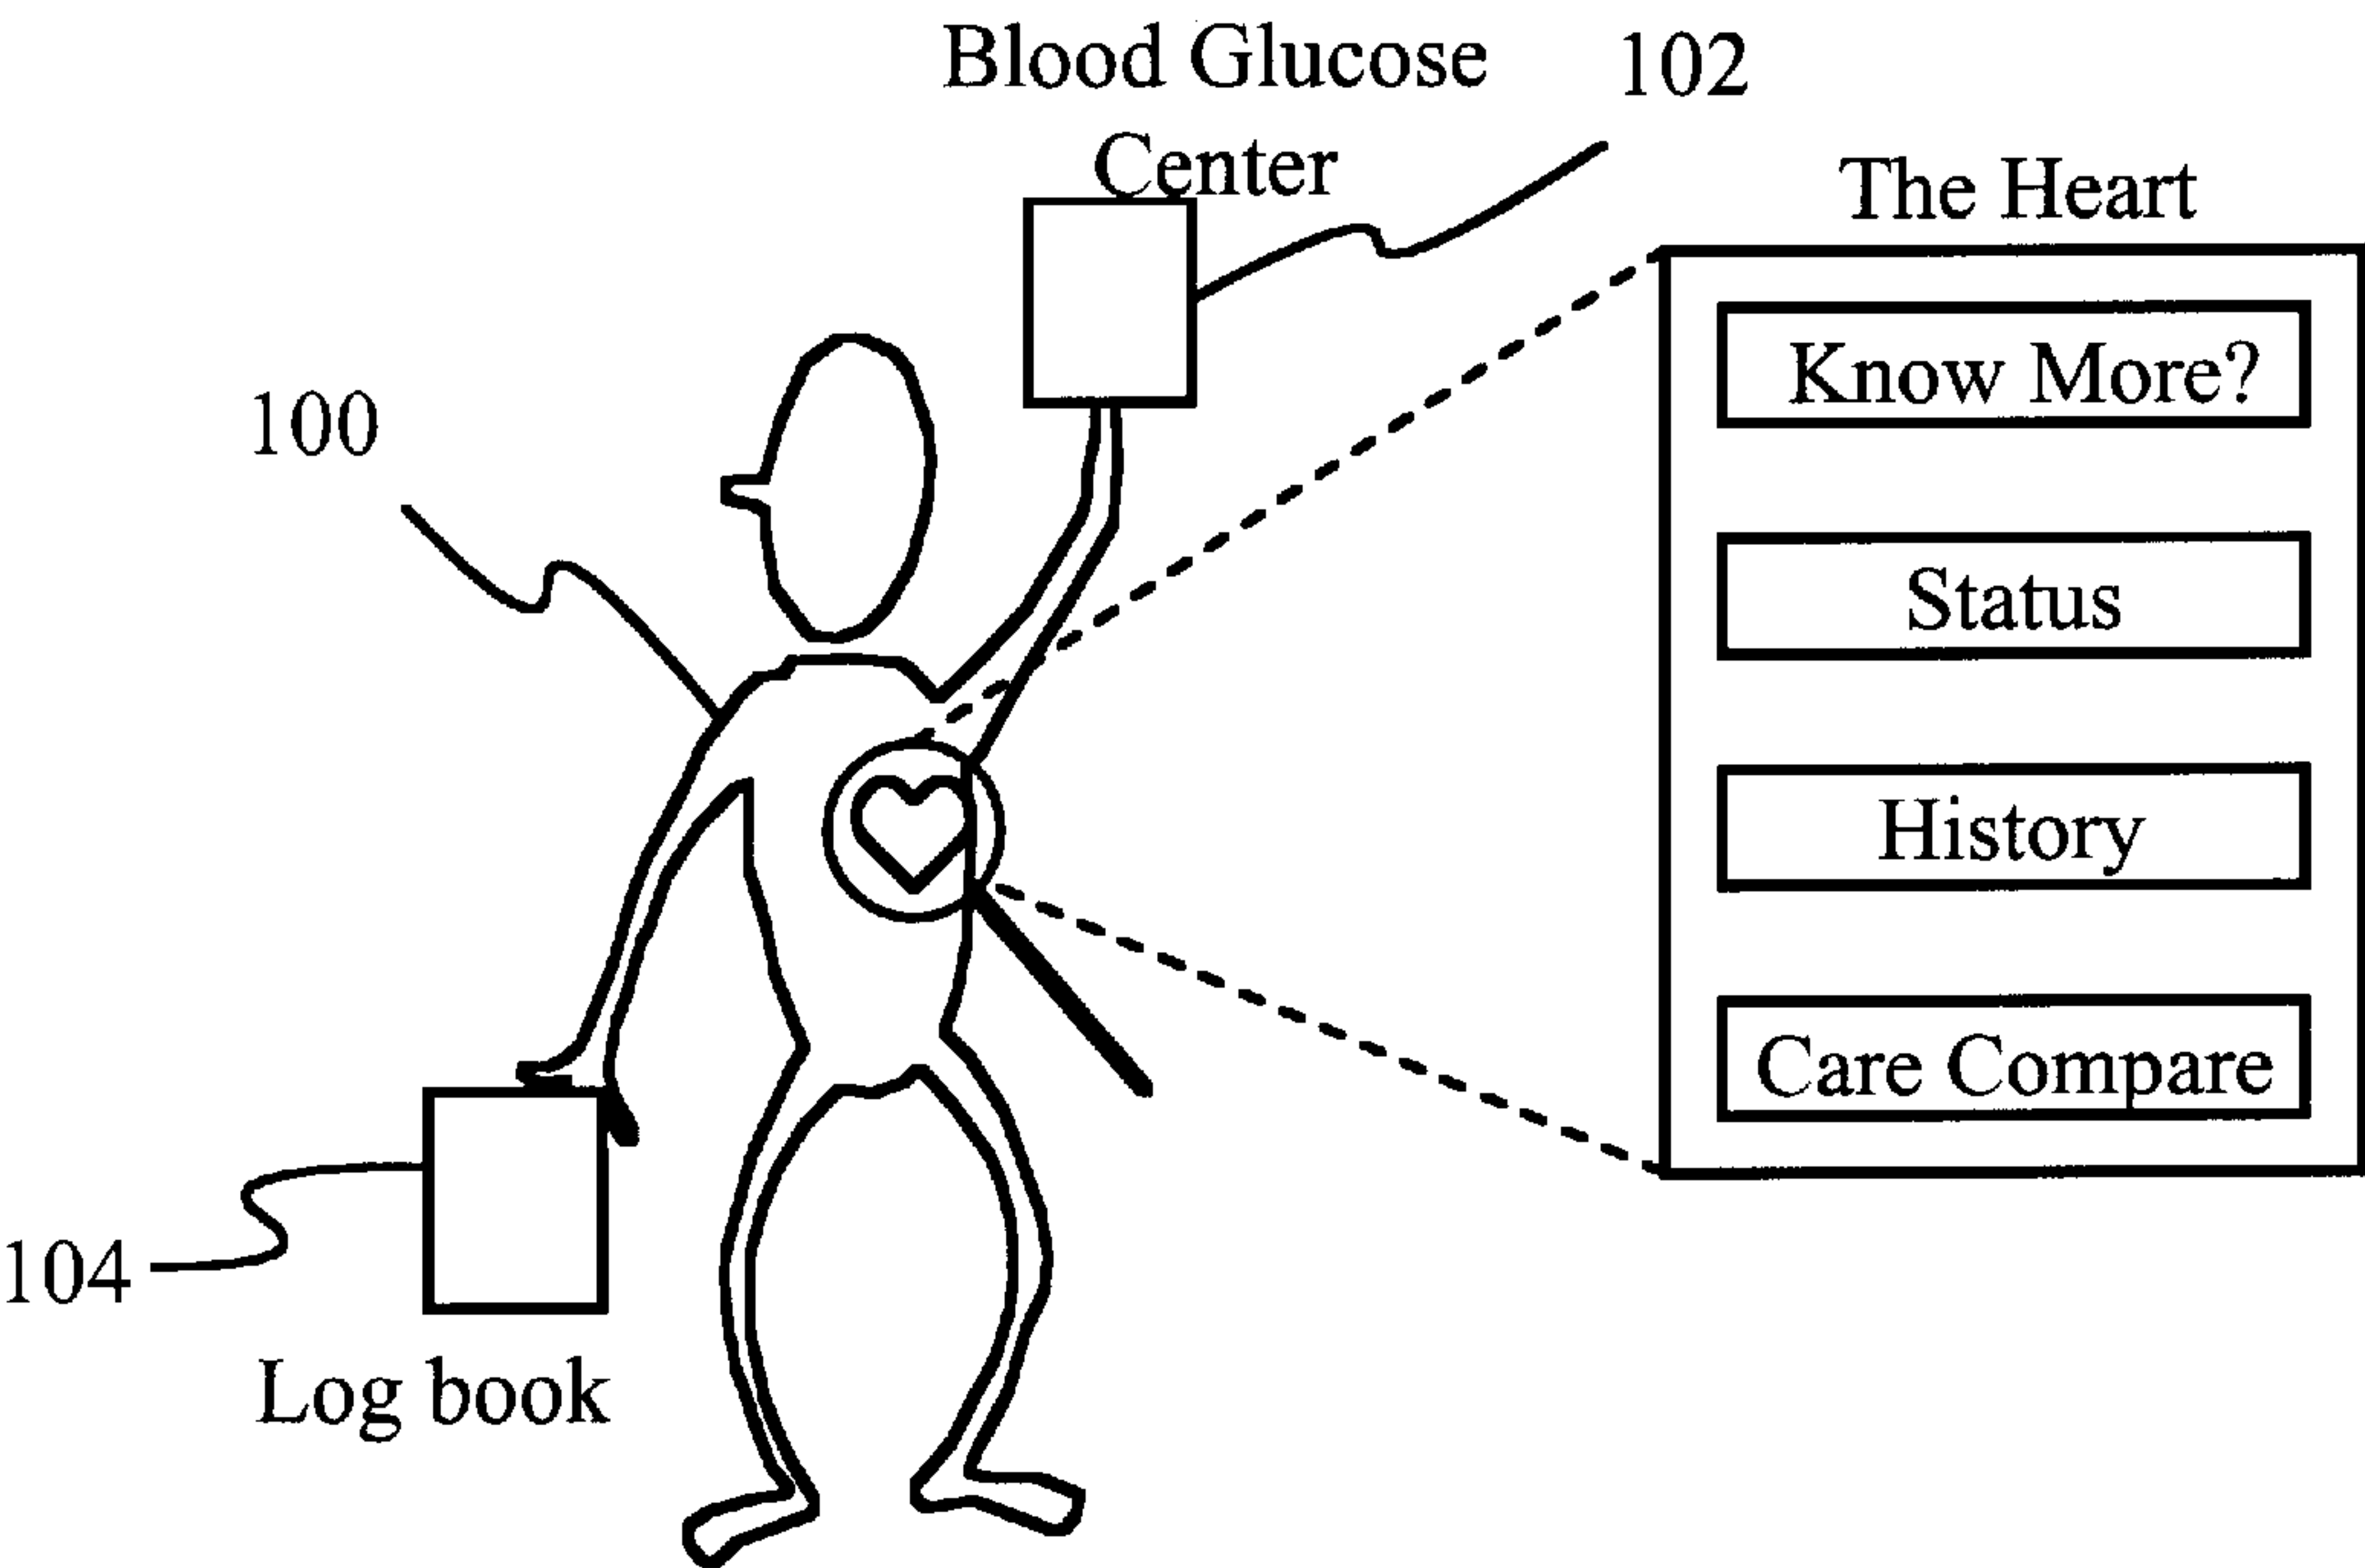 Blood Glucose
Center
102
The Heart
Know More?
100
Status
History
Care Compare
104
Log book